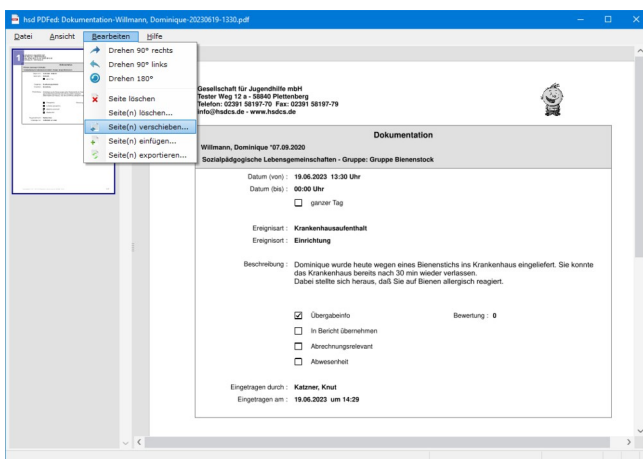 hsd PDFed: Dokumentation-Willmann, Dominique-20230619-1330.pdf
Datei Ansicht Bearbeiten Hilfe
Drehen 90° rechts
Drehen 90° links
Drehen 180°
Seite löschen
Seite(n) löschen...
Seite(n) verschieben...
Seite(n) einfügen...
Seite(n) exportieren...
1
Gesellschaft für Jugendhilfe mbH
Tester Weg 12 a - 58840 Plettenberg
Telefon: 02391 58197-70 Fax: 02391 58197-79
info@hsdcs.de - www.hsdcs.de
Dokumentation
Willmann, Dominique *07.09.2020
Sozialpädgogische Lebensgemeinschaften - Gruppe: Gruppe Bienenstock
Datum (von) : 19.06.2023 13:30 Uhr
Datum (bis) : 00:00 Uhr
ganzer Tag
Ereignisart : Krankenhausaufenthalt
Ereignisort : Einrichtung
Beschreibung : Dominique wurde heute wegen eines Bienenstichs ins Krankenhaus eingeliefert. Sie konnte
das Krankenhaus bereits nach 30 min wieder verlassen.
Dabei stellte sich heraus, daß Sie auf Bienen allergisch reagiert.
Übergabeinfo Bewertung : 0
In Bericht übernehmen
Abrechnungsrelevant
Abwesenheit
Eingetragen durch : Katzner, Knut
Eingetragen am : 19.06.2023 um 14:29